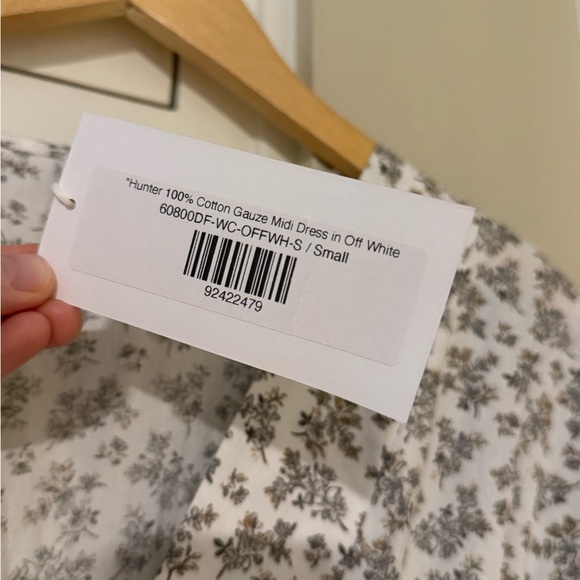 *Hunter 100% Cotton Gauze Midi Dress in Off White
60800DF-WC-OFFWH-S / Small
92422479